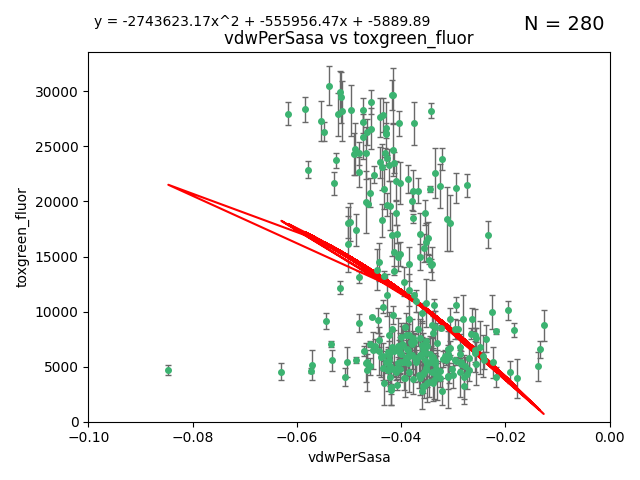 y = -2743623.17x^2 + -555956.47x + -5889.89
N = 280
vdwPerSasa vs toxgreen_fluor
30000
25000
20000
15000
10000
5000
0
toxgreen_fluor
−0.10 −0.08 −0.06 −0.04 −0.02 0.00
vdwPerSasa